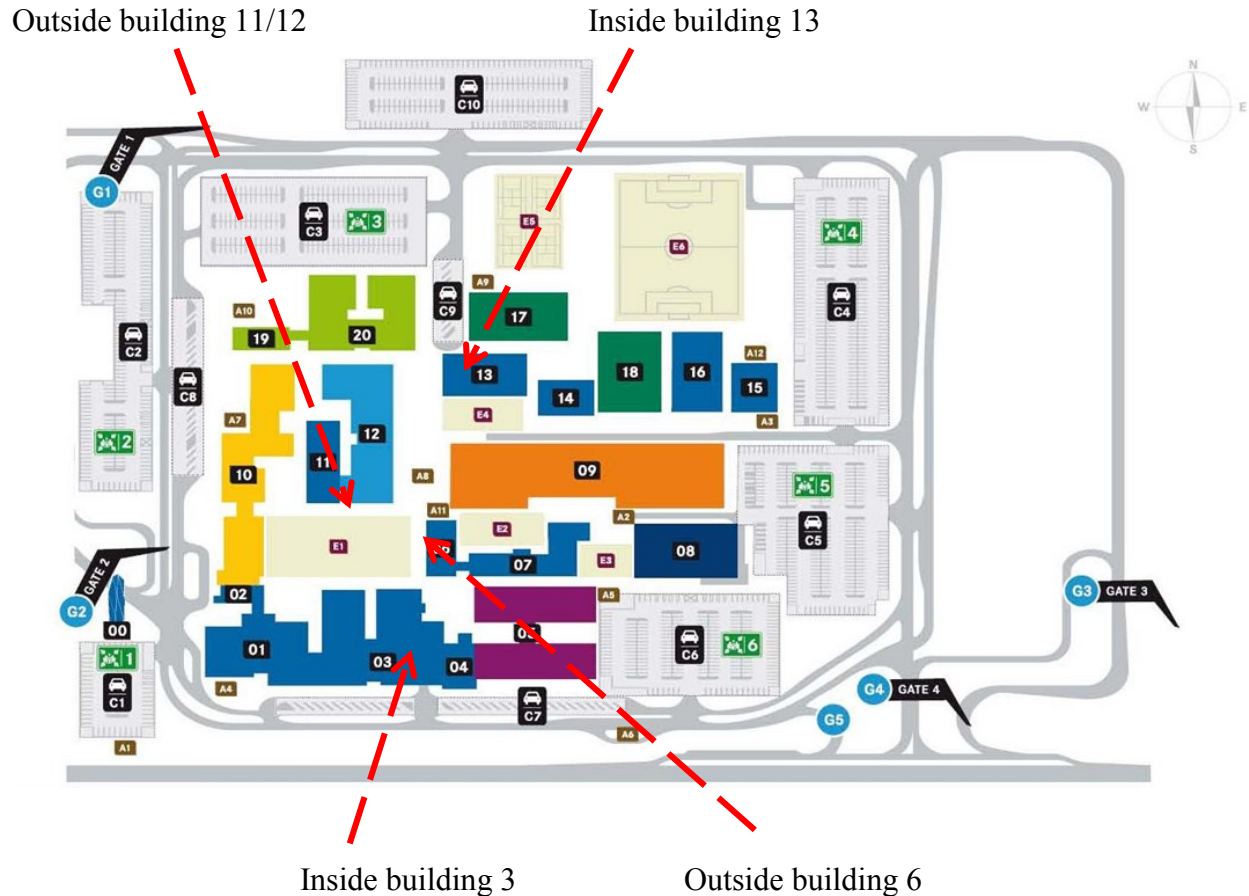 Outside building 11/12
Inside building 13
N
W E
S
C10
GATE 1
G1
C3 3
E5
E6
4
C4
C9
A9
17
A10
19
20
C2
C8
13
18
16
A12
15
14
A3
E4
A7
2
12
11
10
09
A8
5
C5
A11
A2
E2
E1
07
E3
08
GATE 2
G2
00
02
A5
G3 GATE 3
1
C1
01
03
04
C6
6
A4
C7
G4 GATE 4
G5
A6
A1
Inside building 3
Outside building 6